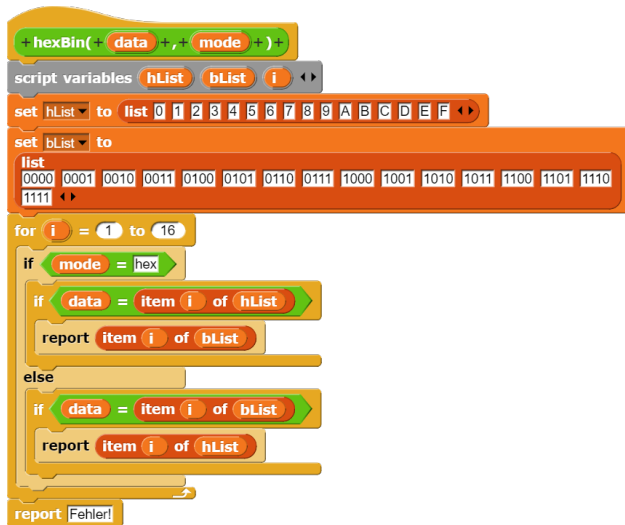 +hexBin(+ data +,+ mode +)+
script variables hList bList i
set hList to list 0 1 2 3 4 5 6 7 8 9 A B C D E F
set bList to
list
0000 0001 0010 0011 0100 0101 0110 0111 1000 1001 1010 1011 1100 1101 1110
1111
for i = 1 to 16
if mode = hex
if data = item i of hList
report item i of bList
else
if data = item i of bList
report item i of hList
report Fehler!